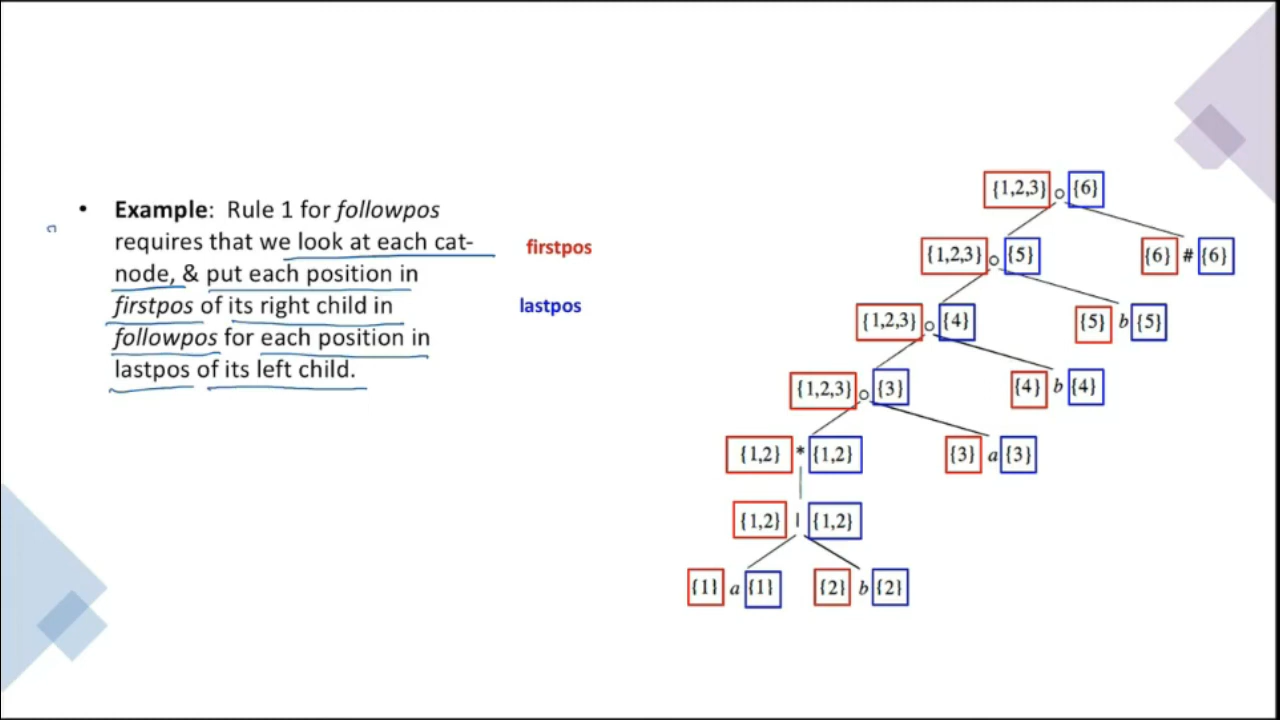 • Example: Rule 1 for followpos
requires that we look at each cat-
node, & put each position in
firstpos of its right child in
followpos for each position in
lastpos of its left child.
firstpos
lastpos
{1,2,3} {6}
{1,2,3} {5} {6} # {6}
{1,2,3} {4} {5} b {5}
{1,2,3} {3} {4} b {4}
{1,2} * {1,2} {3} a {3}
{1,2} | {1,2}
{1} a {1} {2} b {2}